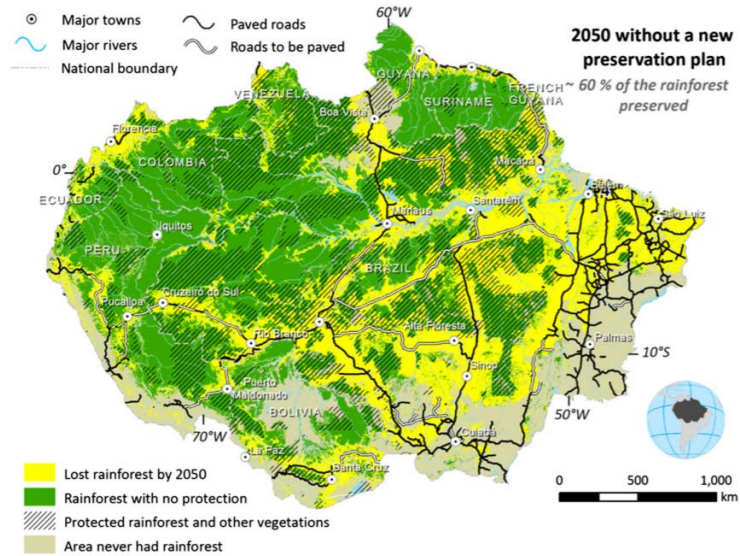 Major towns
Major rivers
National boundary
Paved roads
Roads to be paved
60°W
2050 without a new
preservation plan
~ 60 % of the rainforest
preserved
GUYANA
VENEZUELA
SURINAME
FRENCH
GUYANA
Boa Vista
Florencia
COLOMBIA
0°
Macapá
ECUADOR
Belém
Santarém
Manaus
São Luiz
Iquitos
PERU
BRAZIL
Cruzeiro do Sul
Pucallpa
Rio Branco
Alta Floresta
Palmas
10°S
Sinop
Puerto
Maldonado
BOLIVIA
50°W
70°W
Cuiabá
La Paz
Santa Cruz
Lost rainforest by 2050
Rainforest with no protection
Protected rainforest and other vegetations
Area never had rainforest
0 500 1,000
km